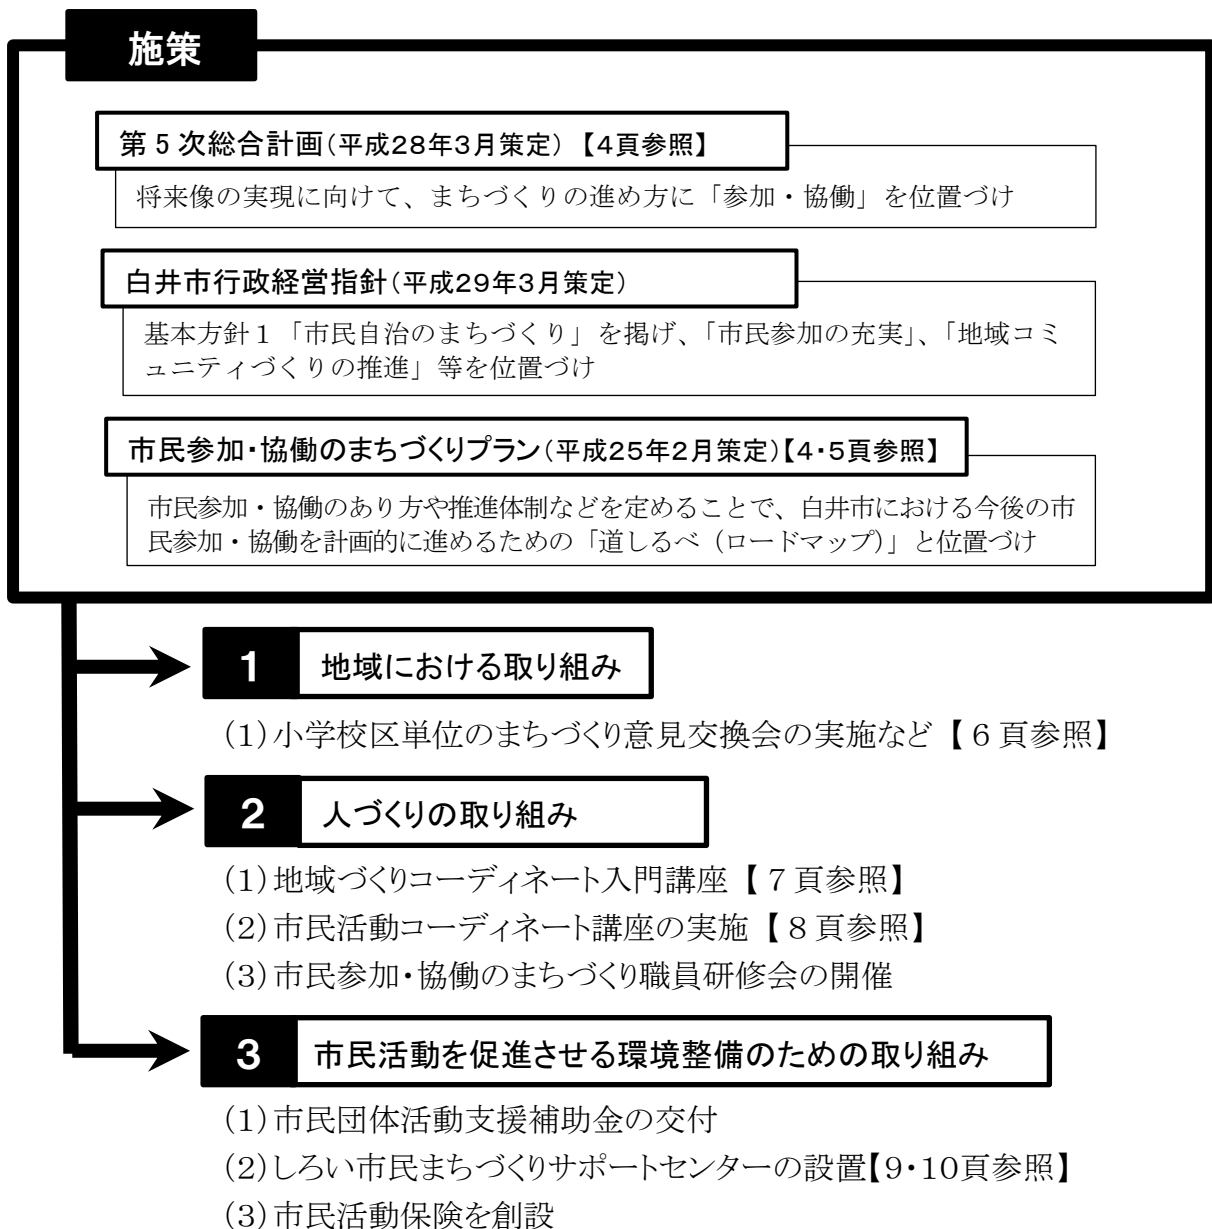 施策
第5次総合計画(平成28年3月策定) 【4頁参照】
将来像の実現に向けて、まちづくりの進め方に「参加・協働」を位置づけ
白井市行政経営指針(平成29年3月策定)
基本方針1「市民自治のまちづくり」を掲げ、「市民参加の充実」、「地域コミ
ュニティづくりの推進」等を位置づけ
市民参加・協働のまちづくりプラン(平成25年2月策定)【4・5頁参照】
市民参加・協働のあり方や推進体制などを定めることで、白井市における今後の市
民参加・協働を計画的に進めるための「道しるべ(ロードマップ)」と位置づけ
1 地域における取り組み
(1)小学校区単位のまちづくり意見交換会の実施など【6頁参照】
2 人づくりの取り組み
(1)地域づくりコーディネート入門講座【7頁参照】
(2)市民活動コーディネート講座の実施【8頁参照】
(3)市民参加・協働のまちづくり職員研修会の開催
3 市民活動を促進させる環境整備のための取り組み
(1)市民団体活動支援補助金の交付
(2)しろい市民まちづくりサポートセンターの設置【9・10頁参照】
(3)市民活動保険を創設